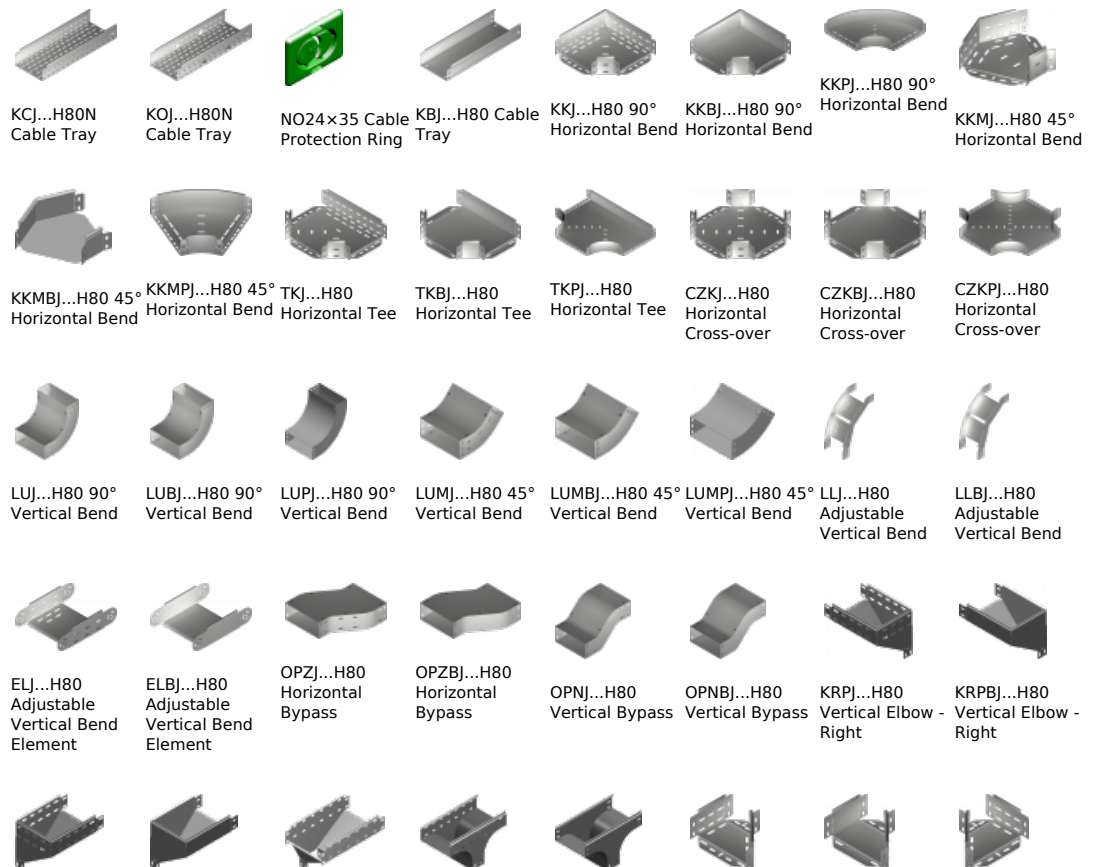 KCJ...H80N
Cable Tray
KOJ...H80N
Cable Tray
NO24×35 Cable
Protection Ring
KBJ...H80 Cable
Tray
KKJ...H80 90°
Horizontal Bend
KKBJ...H80 90°
Horizontal Bend
KKPJ...H80 90°
Horizontal Bend
KKMJ...H80 45°
Horizontal Bend
KKMBJ...H80 45°
Horizontal Bend
KKMPJ...H80 45°
Horizontal Bend
TKJ...H80
Horizontal Tee
TKBJ...H80
Horizontal Tee
TKPJ...H80
Horizontal Tee
CZKJ...H80
Horizontal
Cross-over
CZKBJ...H80
Horizontal
Cross-over
CZKPJ...H80
Horizontal
Cross-over
LUJ...H80 90°
Vertical Bend
LUBJ...H80 90°
Vertical Bend
LUPJ...H80 90°
Vertical Bend
LUMJ...H80 45°
Vertical Bend
LUMBJ...H80 45°
Vertical Bend
LUMPJ...H80 45°
Vertical Bend
LLJ...H80
Adjustable
Vertical Bend
LLBJ...H80
Adjustable
Vertical Bend
ELJ...H80
Adjustable
Vertical Bend
Element
ELBJ...H80
Adjustable
Vertical Bend
Element
OPZJ...H80
Horizontal
Bypass
OPZBJ...H80
Horizontal
Bypass
OPNJ...H80
Vertical Bypass
OPNBJ...H80
Vertical Bypass
KRPJ...H80
Vertical Elbow -
Right
KRPBJ...H80
Vertical Elbow -
Right